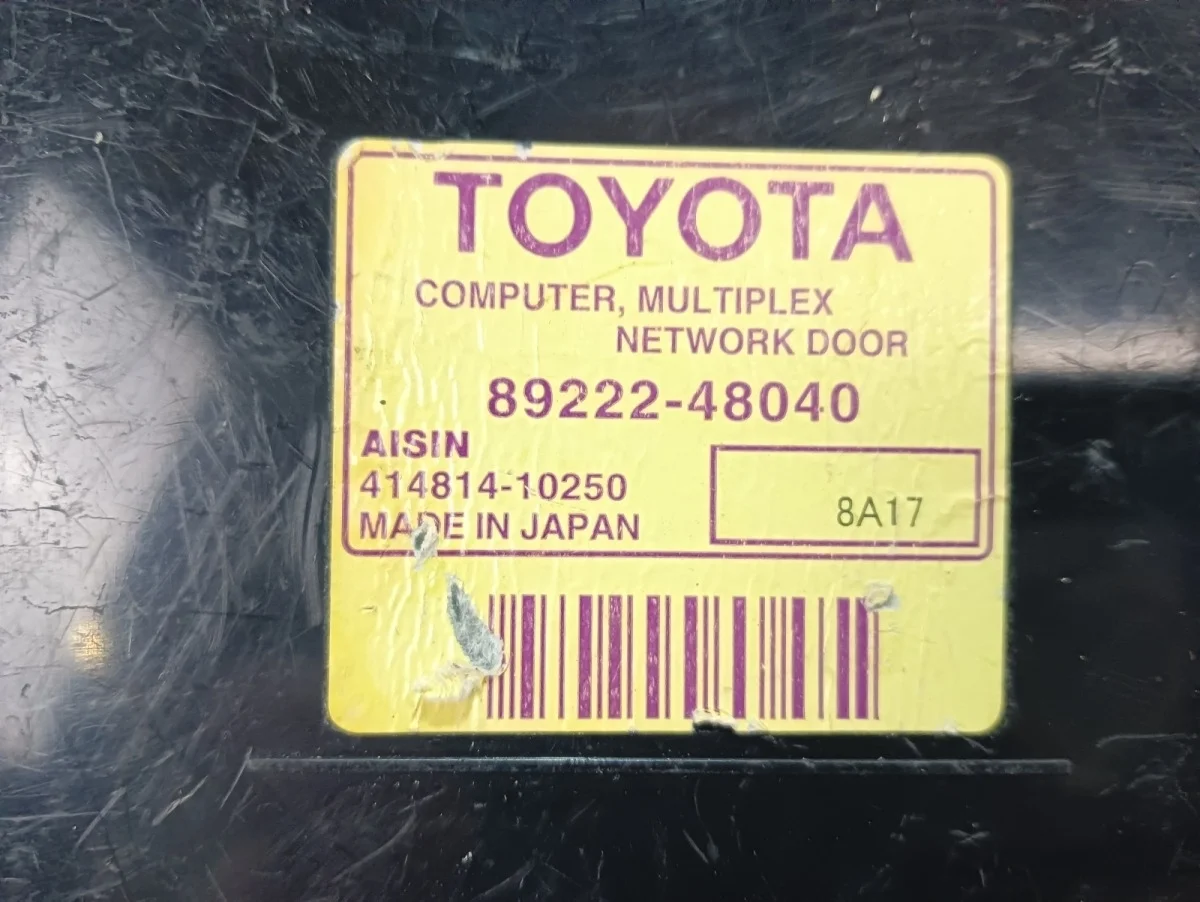 TOYOTA
COMPUTER, MULTIPLEX
NETWORK DOOR
89222-48040
AISIN
414814-10250
MADE IN JAPAN
8A17